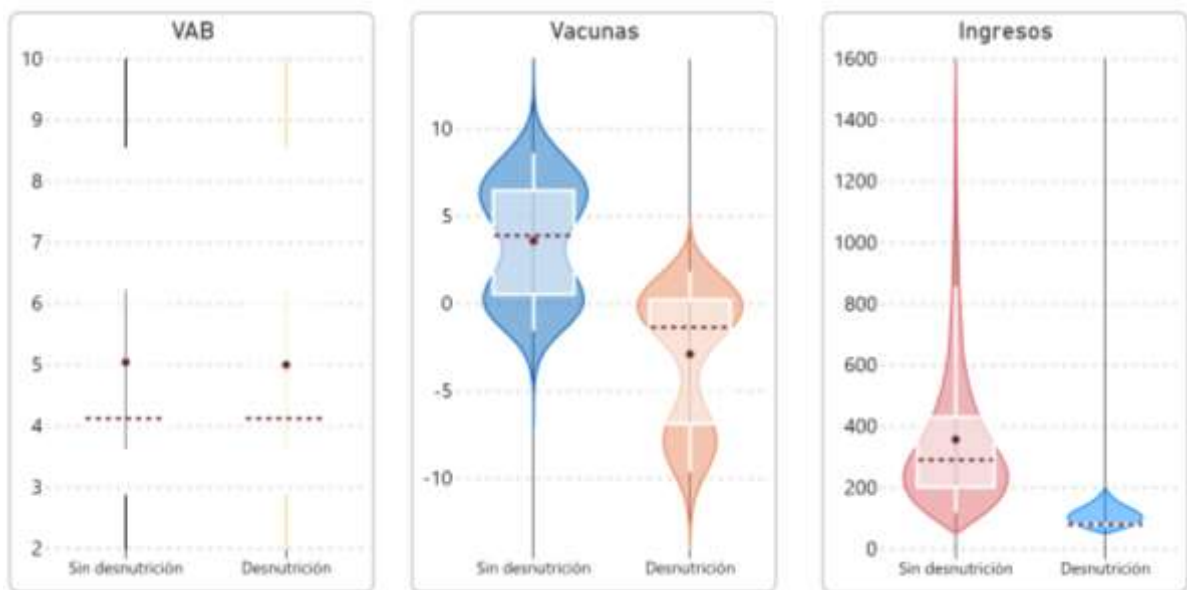 VAB
10
9
8
7
6
5
4
3
2
Sin desnutrición
Desnutrición
Vacunas
10
5
0
-5
-10
Sin desnutrición
Desnutrición
Ingresos
1600
1400
1200
1000
800
600
400
200
0
Sin desnutrición
Desnutrición